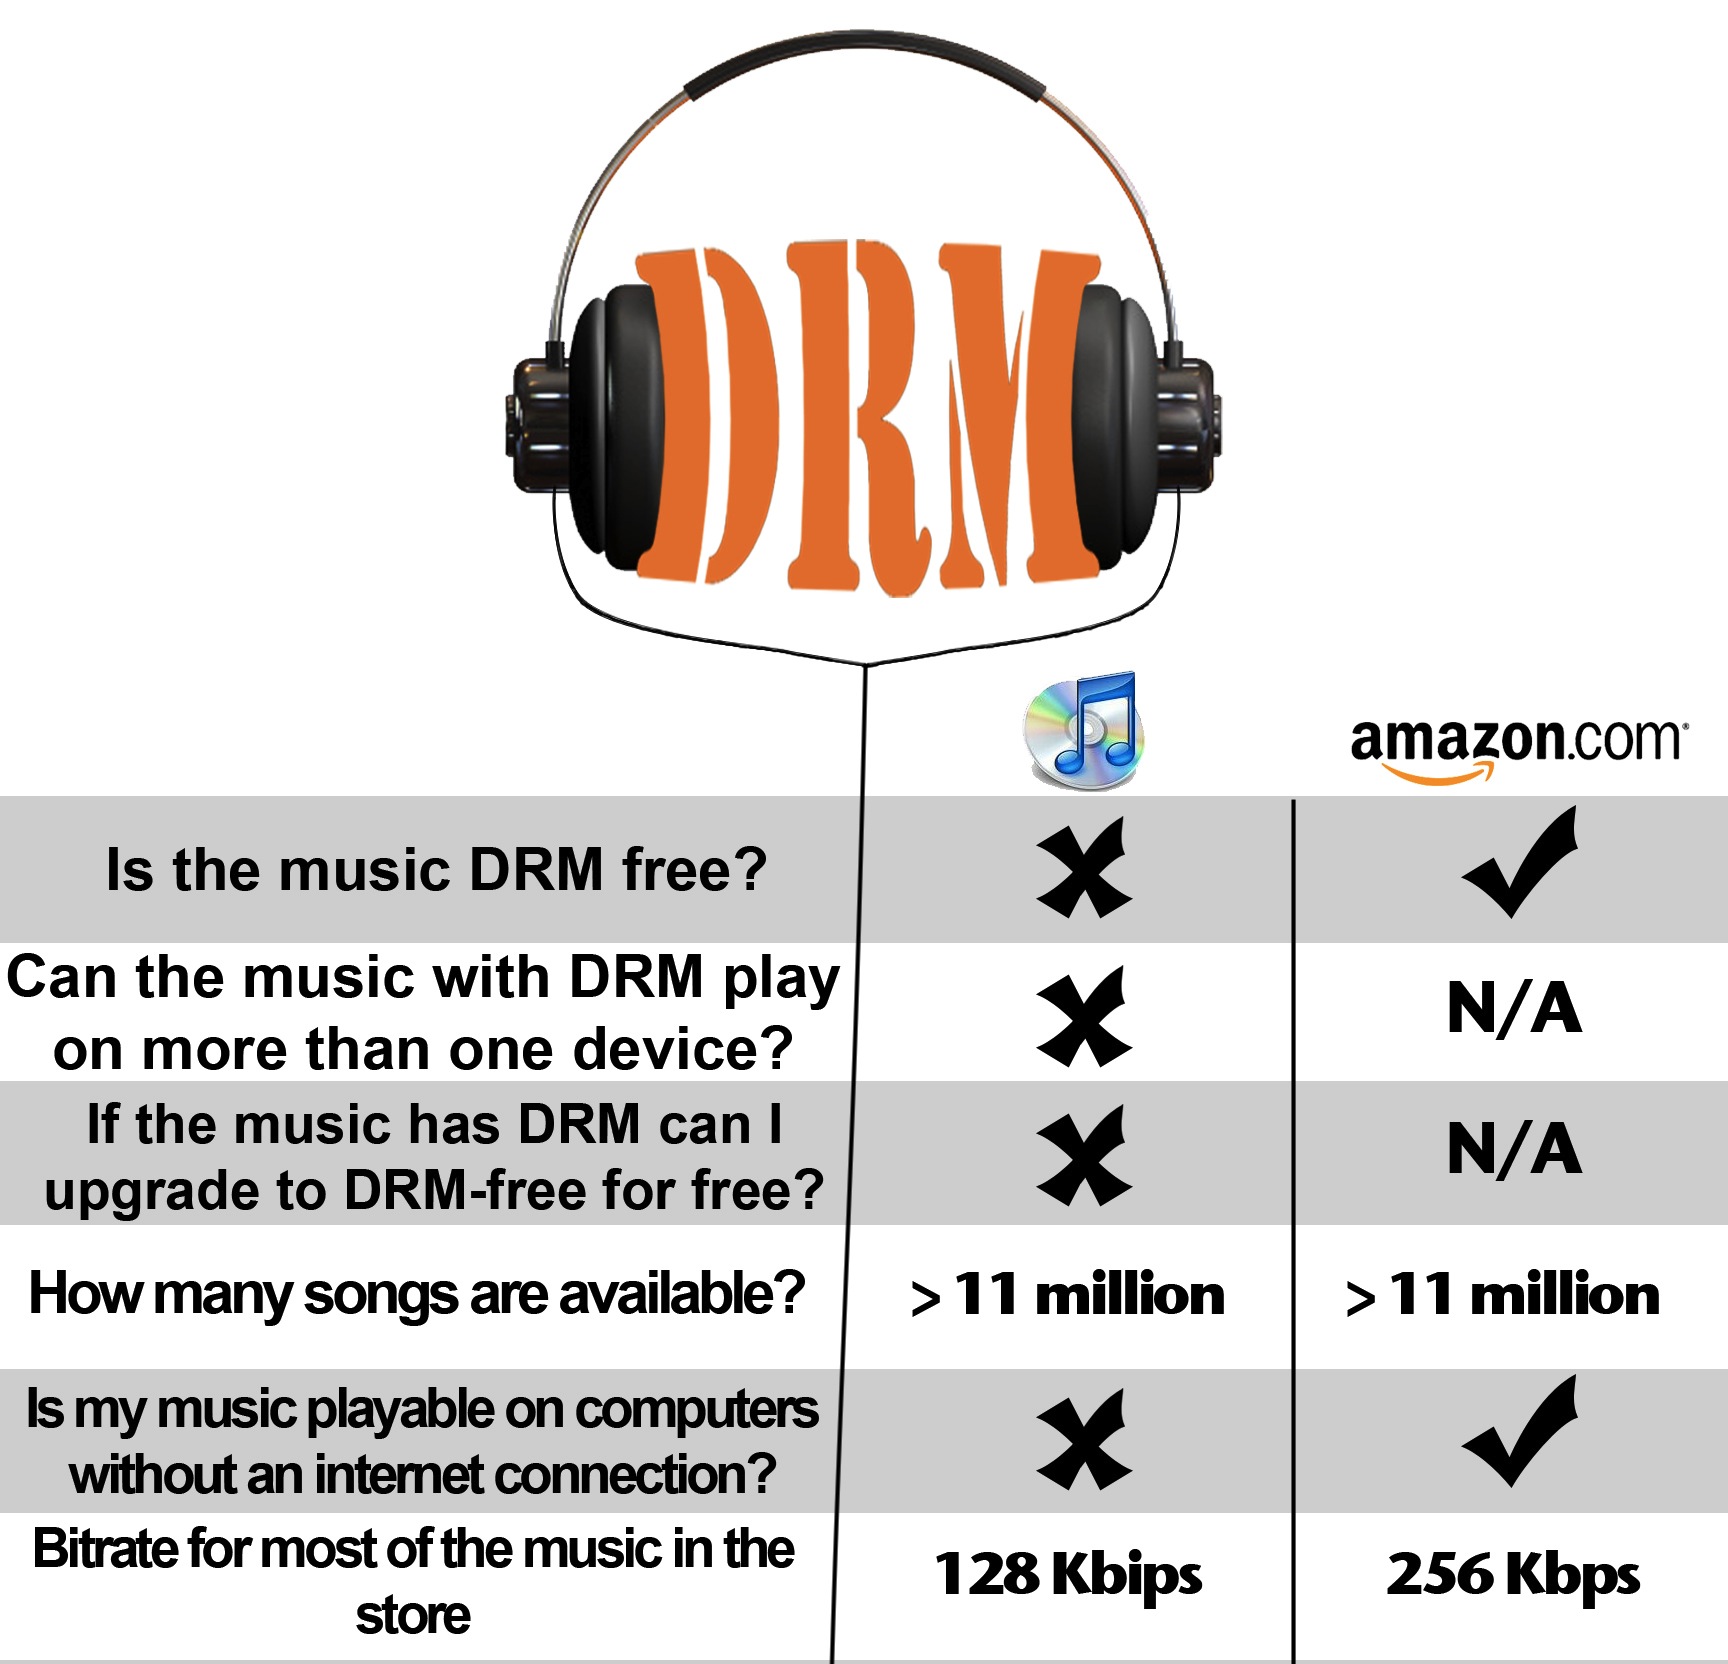 DRM
amazon.com
Is the music DRM free?
Can the music with DRM play
on more than one device?
N/A
If the music has DRM can I
upgrade to DRM-free for free?
N/A
How many songs are available?
> 11 million
> 11 million
Is my music playable on computers
without an internet connection?
Bitrate for most of the music in the
store
128 Kbips
256 Kbps